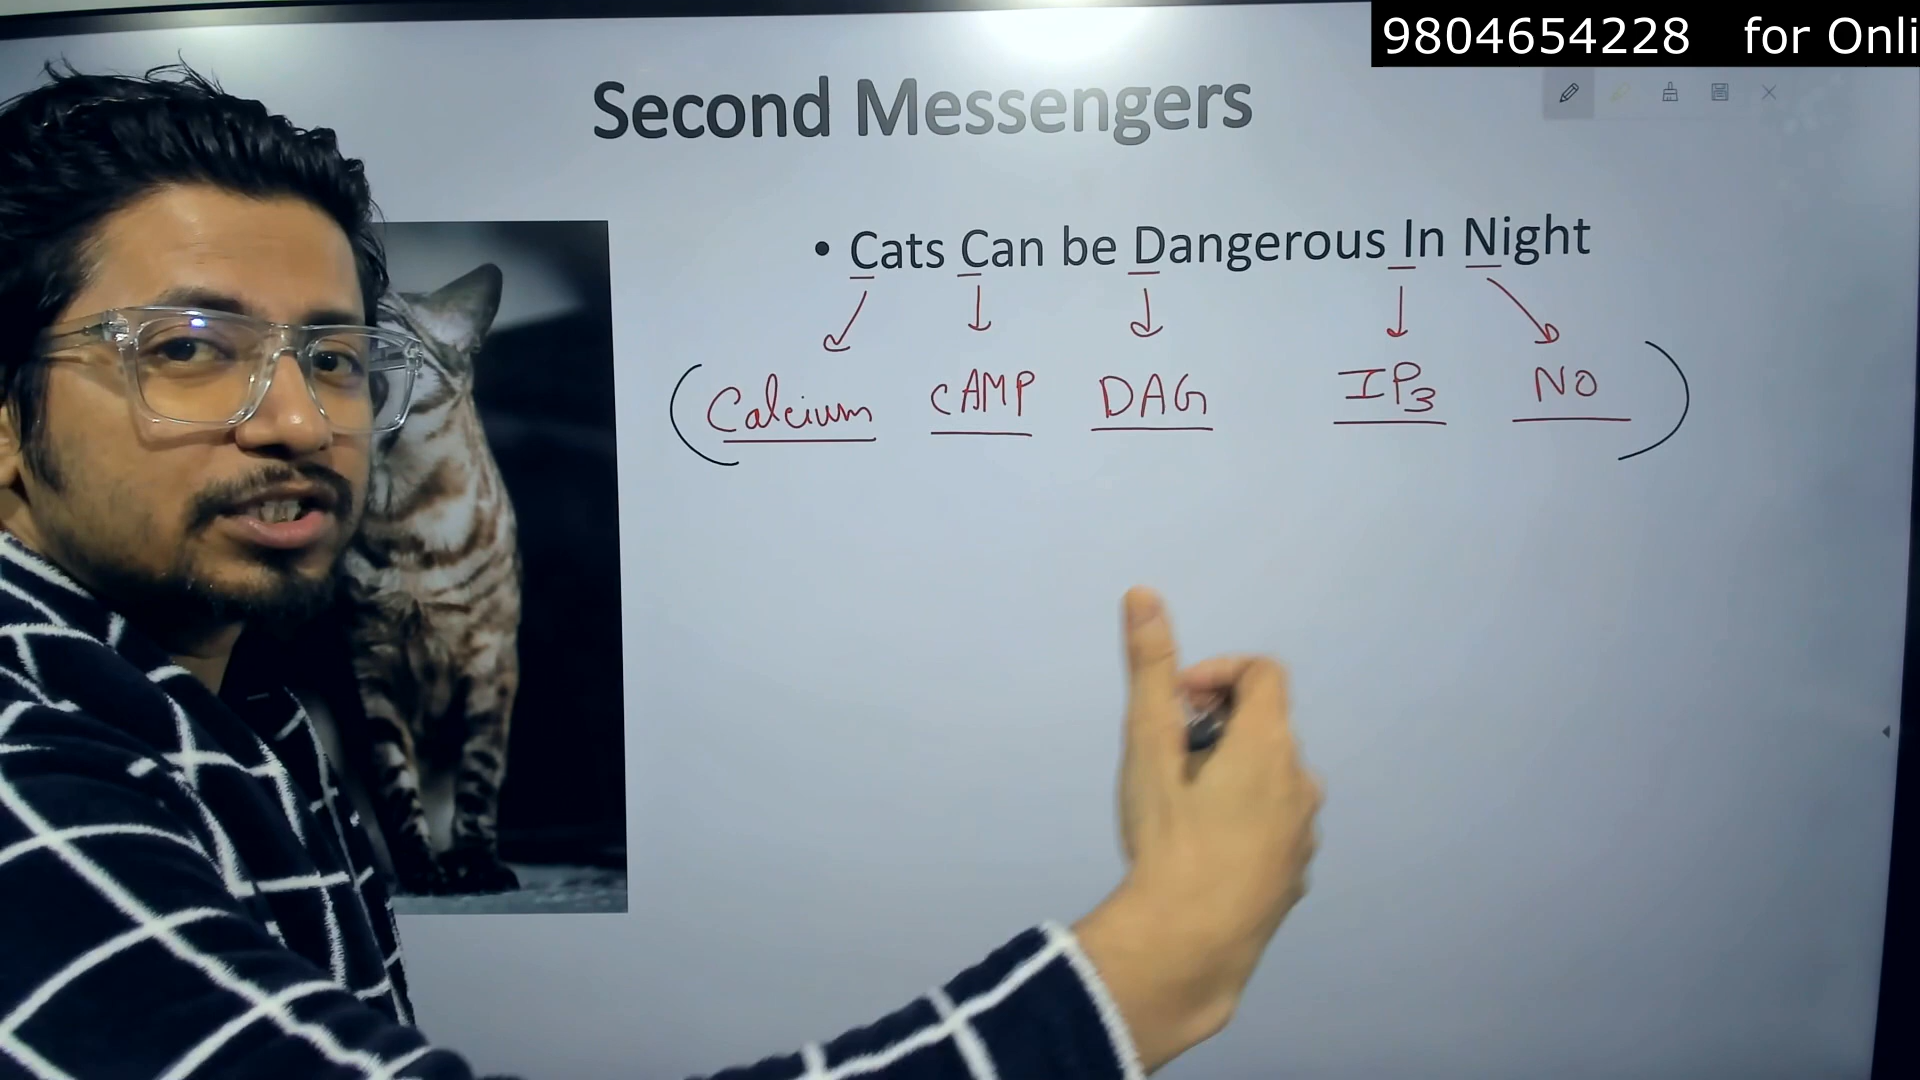 9804654228 for Onli
Second Messengers
• Cats Can be Dangerous In Night
Calcium cAMP DAG IP3 NO